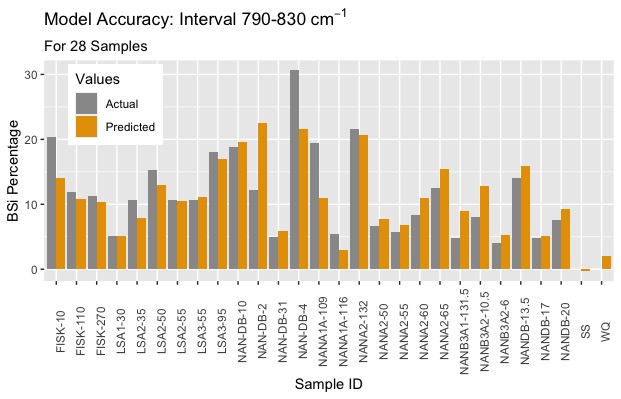 Model Accuracy: Interval 790-830 cm⁻¹
For 28 Samples
Values
Actual
Predicted
BSi Percentage
30
20
10
0
FISK-10
FISK-110
FISK-270
LSA1-30
LSA2-35
LSA2-50
LSA2-55
LSA3-55
LSA3-95
NAN-DB-10
NAN-DB-2
NAN-DB-31
NAN-DB-4
NANA1A-109
NANA1A-116
NANA2-132
NANA2-50
NANA2-55
NANA2-60
NANA2-65
NANB3A1-131.5
NANB3A2-10.5
NANB3A2-6
NANDB-13.5
NANDB-17
NANDB-20
SS
WQ
Sample ID